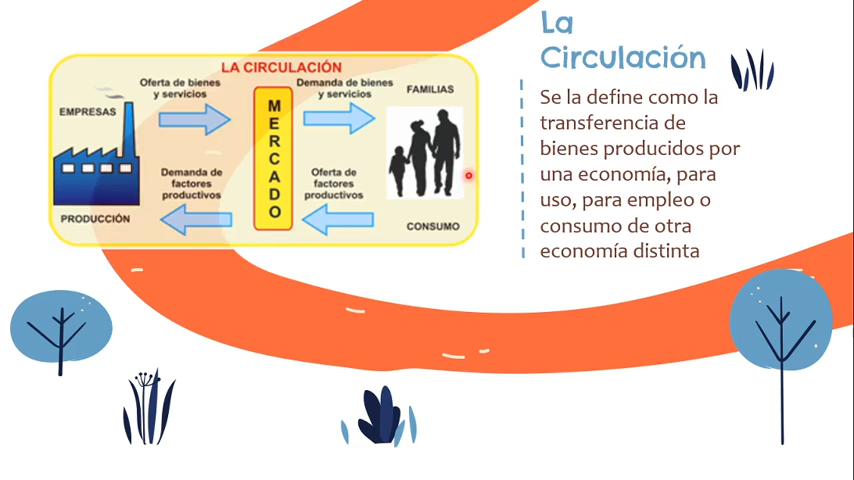 LA CIRCULACIÓN
Oferta de bienes
y servicios
Demanda de bienes
y servicios
FAMILIAS
EMPRESAS
MERCADO
Demanda de
factores
productivos
Oferta de
factores
productivos
PRODUCCIÓN
CONSUMO
La
Circulación
Se la define como la
transferencia de
bienes producidos por
una economía, para
uso, para empleo o
consumo de otra
economía distinta